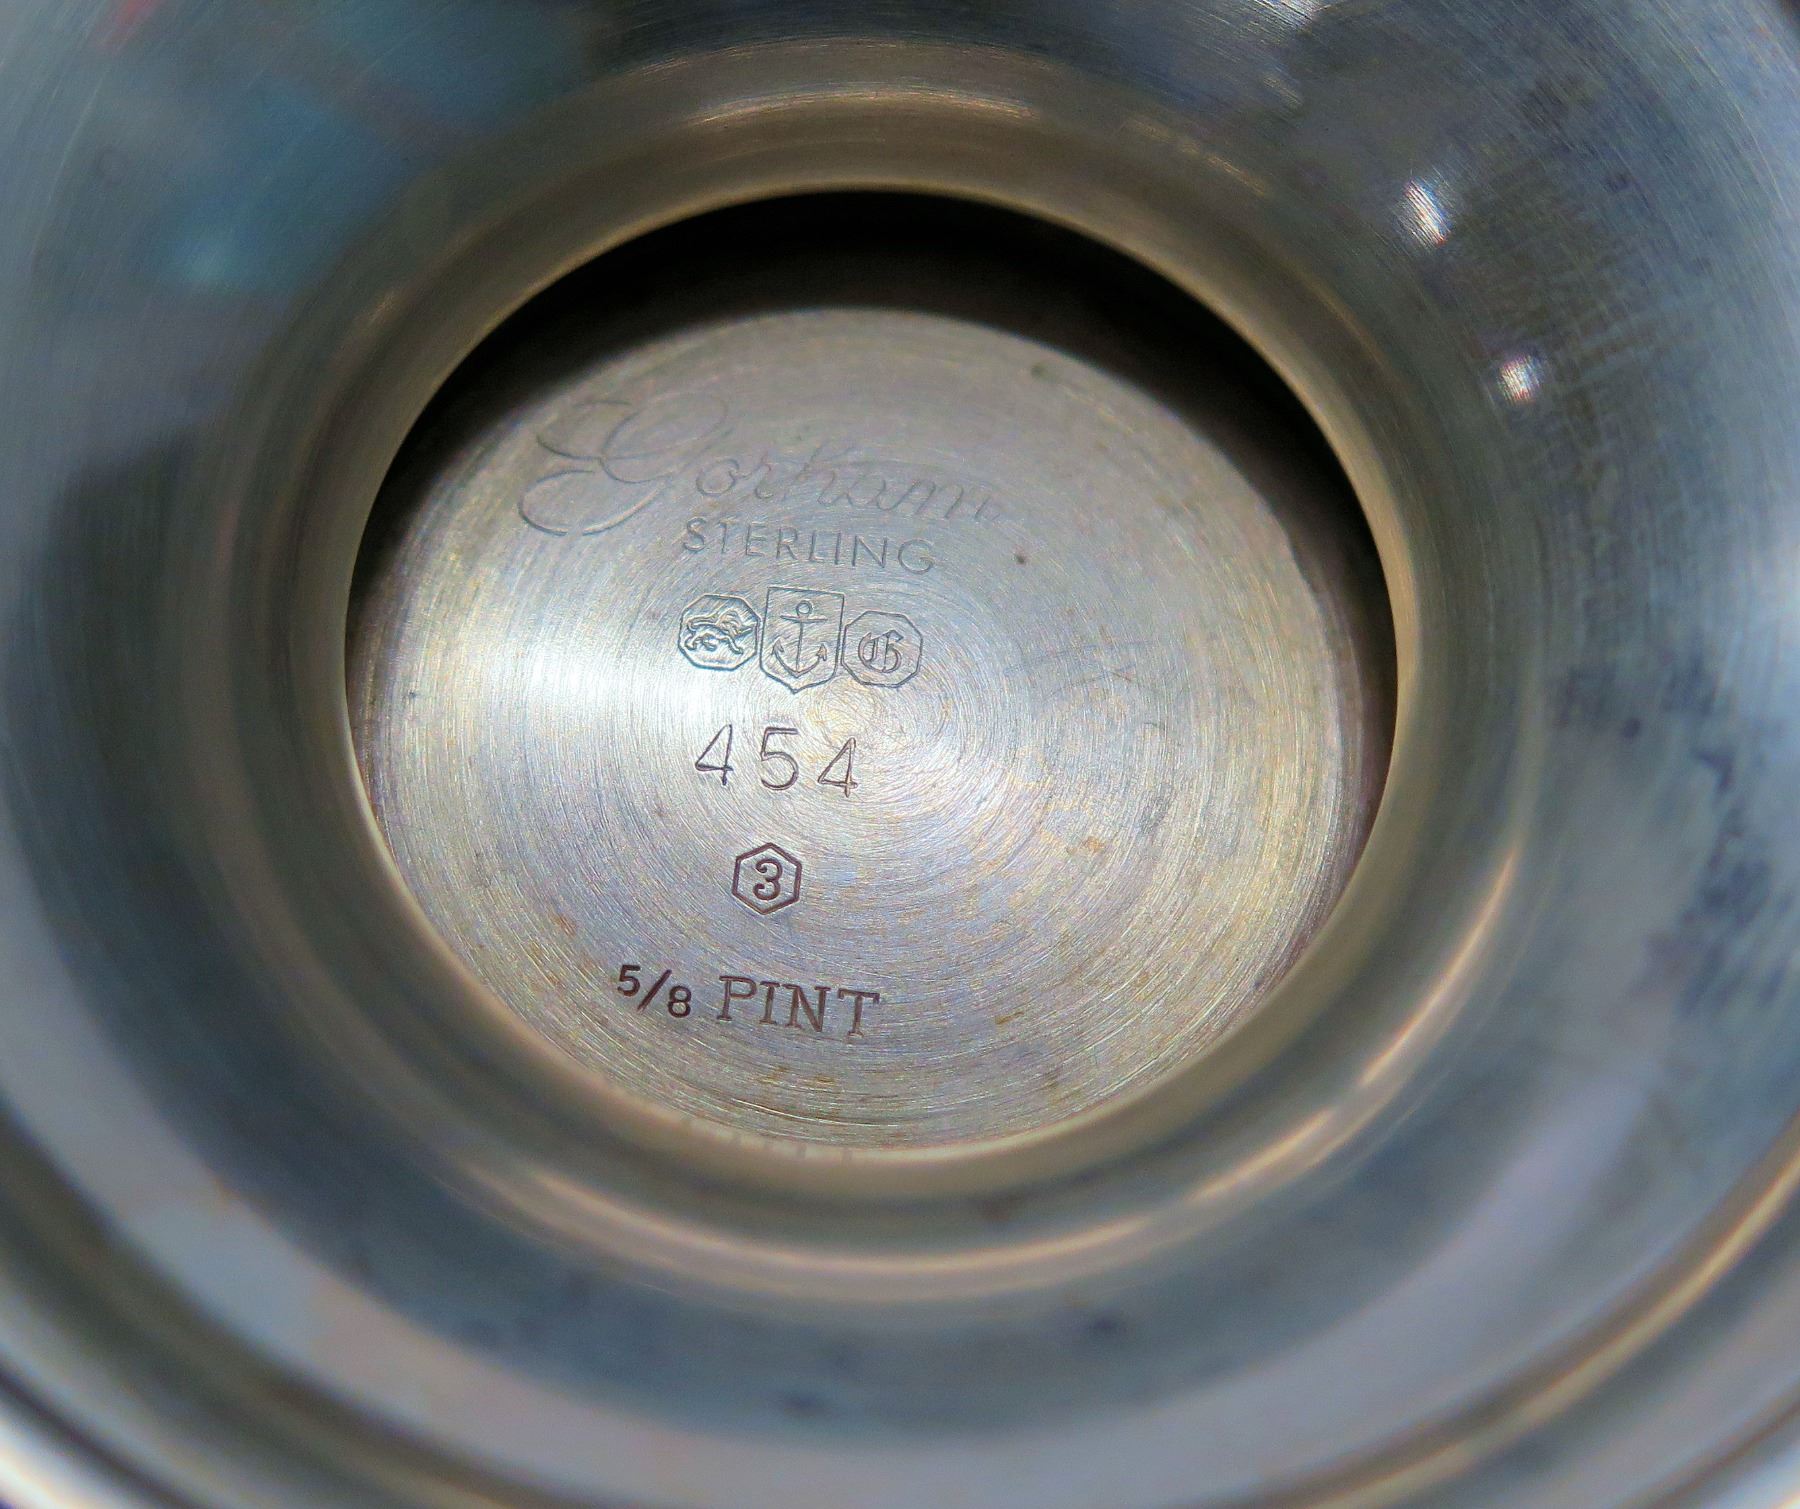 Gorham
STERLING
G
454
3
5/8 PINT